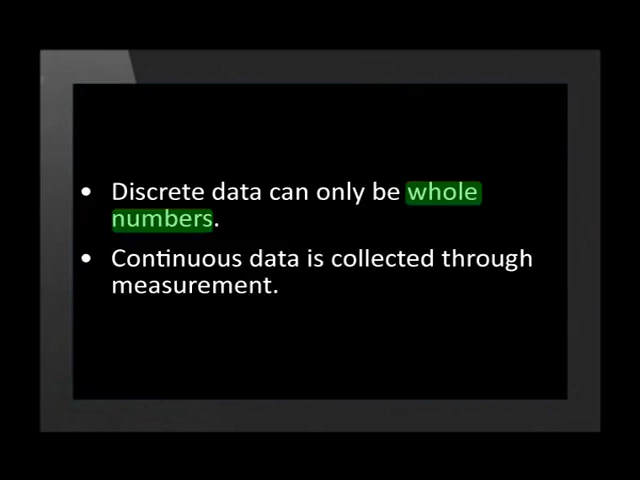 • Discrete data can only be whole
numbers.
• Continuous data is collected through
measurement.